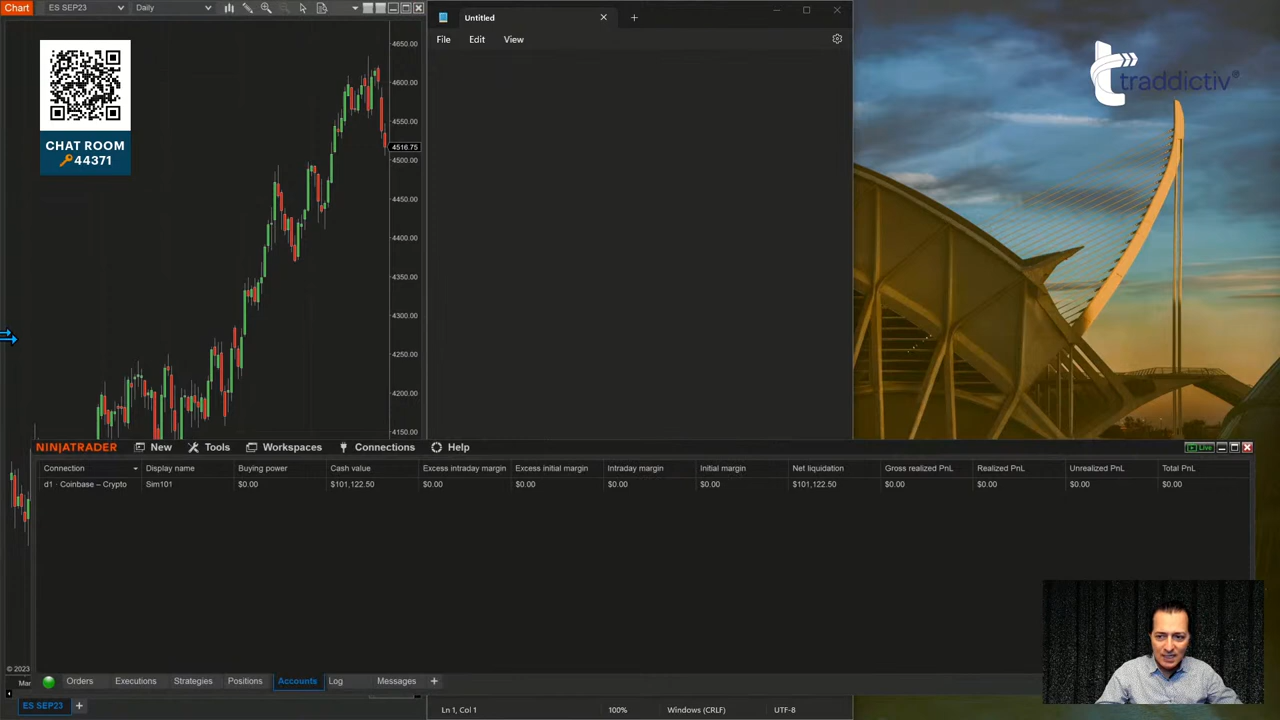 Chart
ES SEP23
Daily
4650.00
4600.00
4550.00
4516.75
4500.00
4450.00
4400.00
4350.00
4300.00
4250.00
4200.00
4150.00
CHAT ROOM
44371
Untitled
File Edit View
traddictiv®
NINJATRADER New Tools Workspaces Connections Help
Live
Connection Display name Buying power Cash value Excess intraday margin Excess initial margin Intraday margin Initial margin Net liquidation Gross realized PnL Realized PnL Unrealized PnL Total PnL
d1 · Coinbase – Crypto Sim101 $0.00 $101,122.50 $0.00 $0.00 $0.00 $0.00 $101,122.50 $0.00 $0.00 $0.00 $0.00
© 2023
Orders Executions Strategies Positions Accounts Log Messages +
Mar
ES SEP23 +
Ln 1, Col 1 100% Windows (CRLF) UTF-8